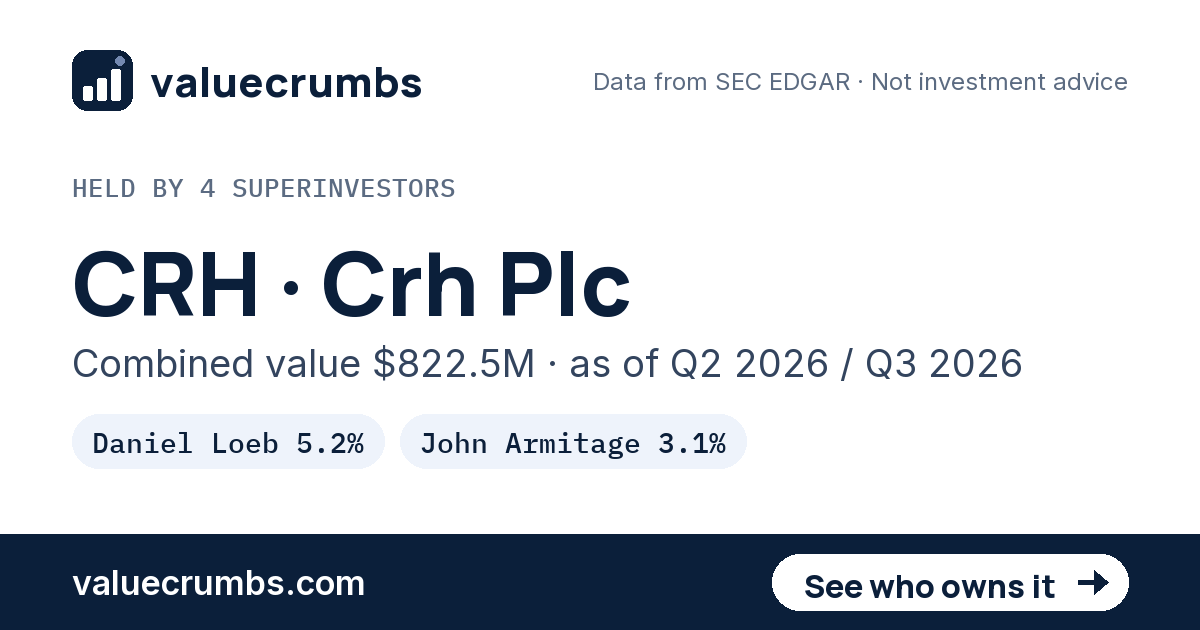 valuecrumbs
Data from SEC EDGAR · Not investment advice
HELD BY 4 SUPERINVESTORS
CRH · Crh Plc
Combined value $822.5M · as of Q2 2026 / Q3 2026
Daniel Loeb 5.2%
John Armitage 3.1%
valuecrumbs.com
See who owns it →